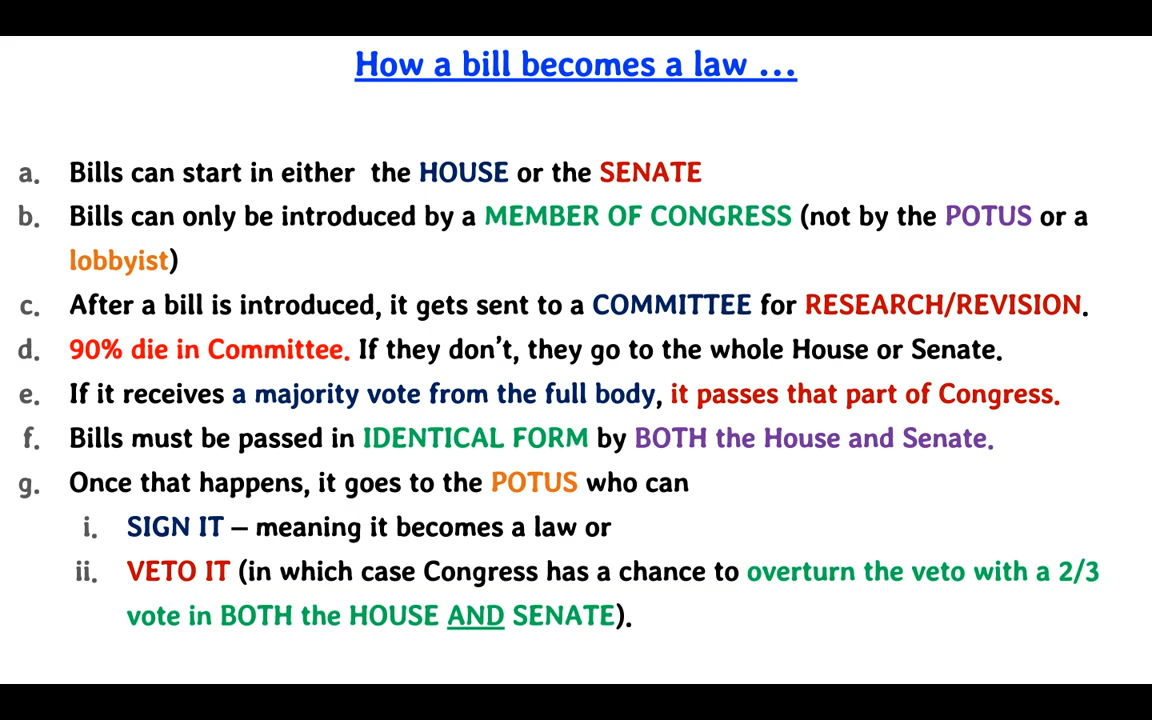 How a bill becomes a law ...
a. Bills can start in either the HOUSE or the SENATE
b. Bills can only be introduced by a MEMBER OF CONGRESS (not by the POTUS or a
lobbyist)
c. After a bill is introduced, it gets sent to a COMMITTEE for RESEARCH/REVISION.
d. 90% die in Committee. If they don't, they go to the whole House or Senate.
e. If it receives a majority vote from the full body, it passes that part of Congress.
f. Bills must be passed in IDENTICAL FORM by BOTH the House and Senate.
g. Once that happens, it goes to the POTUS who can
i. SIGN IT – meaning it becomes a law or
ii. VETO IT (in which case Congress has a chance to overturn the veto with a 2/3
vote in BOTH the HOUSE AND SENATE).